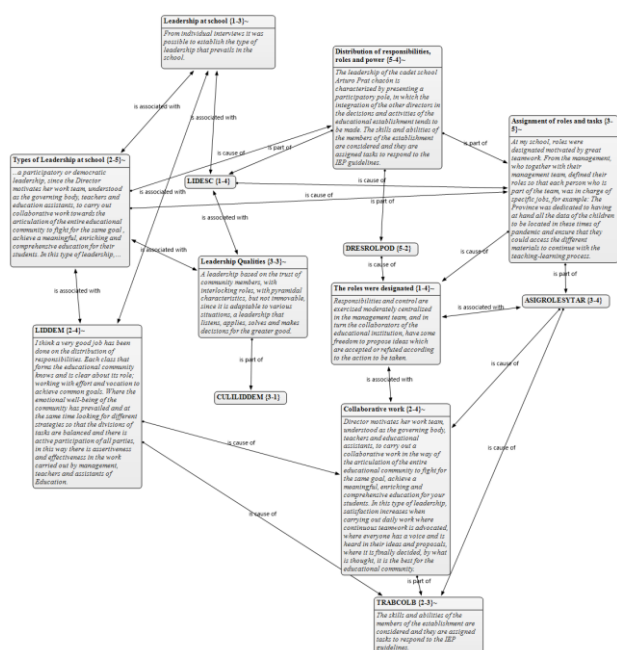 Leadership at school {1-3}~
From individual interviews it was
possible to establish the type of
leadership that prevails in the
school.
Distribution of responsibilities,
roles and power {5-4}~
The leadership of the cadet school
Arturo Prat chacón is
characterized by presenting a
participatory pole, in which the
integration of the other directors in
the decisions and activities of the
educational establishment tends to
be made. The skills and abilities of
the members of the establishment
are considered and they are
assigned tasks to respond to the
IEP guidelines.
Assignment of roles and tasks {3-
5}~
At my school, roles were
designated motivated by great
teamwork. From the management,
who together with their
management team, defined their
roles so that each person who is
part of the team, was in charge of
specific jobs, for example: The
Province was dedicated to having
at hand all the data of the children
to be located in these times of
pandemic and ensure that they
could access the different
materials to continue with the
teaching-learning process.
Types of Leadership at school {2-5}~
...a participatory or democratic
leadership, since the Director
motivates her work team, understood
as the governing body, teachers and
education assistants, to carry out
collaborative work towards the
articulation of the entire educational
community to fight for the same goal ,
achieve a meaningful, enriching and
comprehensive education for their
students. In this type of leadership,...
LIDESC {1-4}
Leadership Qualities {3-3}~
A leadership based on the trust of
community members, with
interlocking roles, with pyramidal
characteristics, but not immovable,
since it is adaptable to various
situations, a leadership that
listens, applies, solves and makes
decisions for the greater good.
DRESROLPOD {5-2}
The roles were designated {1-4}~
Responsibilities and control are
exercised moderately centralized
in the management team, and in
turn the collaborators of the
educational institution, have some
freedom to propose ideas which
are accepted or refuted according
to the action to be taken.
ASIGROLESYTAR {3-4}
LIDDEM {2-4}~
I think a very good job has been
done on the distribution of
responsibilities. Each class that
forms the educational community
knows and is clear about its role;
working with effort and vocation to
achieve common goals. Where the
emotional well-being of the
community has prevailed and at
the same time looking for different
strategies so that the divisions of
tasks are balanced and there is
active participation of all parties,
in this way there is assertiveness
and effectiveness in the work
carried out by management,
teachers and assistants of
Education.
CULILIDDEM {3-1}
Collaborative work {2-4}~
Director motivates her work team,
understood as the governing body,
teachers and educational
assistants, to carry out a
collaborative work in the way of
the articulation of the entire
educational community to fight for
the same goal, achieve a
meaningful, enriching and
comprehensive education for your
students. In this type of leadership,
satisfaction increases when
carrying out daily work where
continuous teamwork is advocated,
where everyone has a voice and is
heard in their ideas and proposals,
where it is finally decided, by what
is thought, it is the best for the
educational community.
TRABCOLB {2-3}~
The skills and abilities of the
members of the establishment are
considered and they are assigned
tasks to respond to the IEP
guidelines.
is associated with
is associated with
is cause of
is part of
is part of
is associated with
is cause of
is part of
is associated with
is cause of
is cause of
is part of
is associated with
is associated with
is part of
is cause of
is associated with
is cause of
is cause of
is cause of
is part of